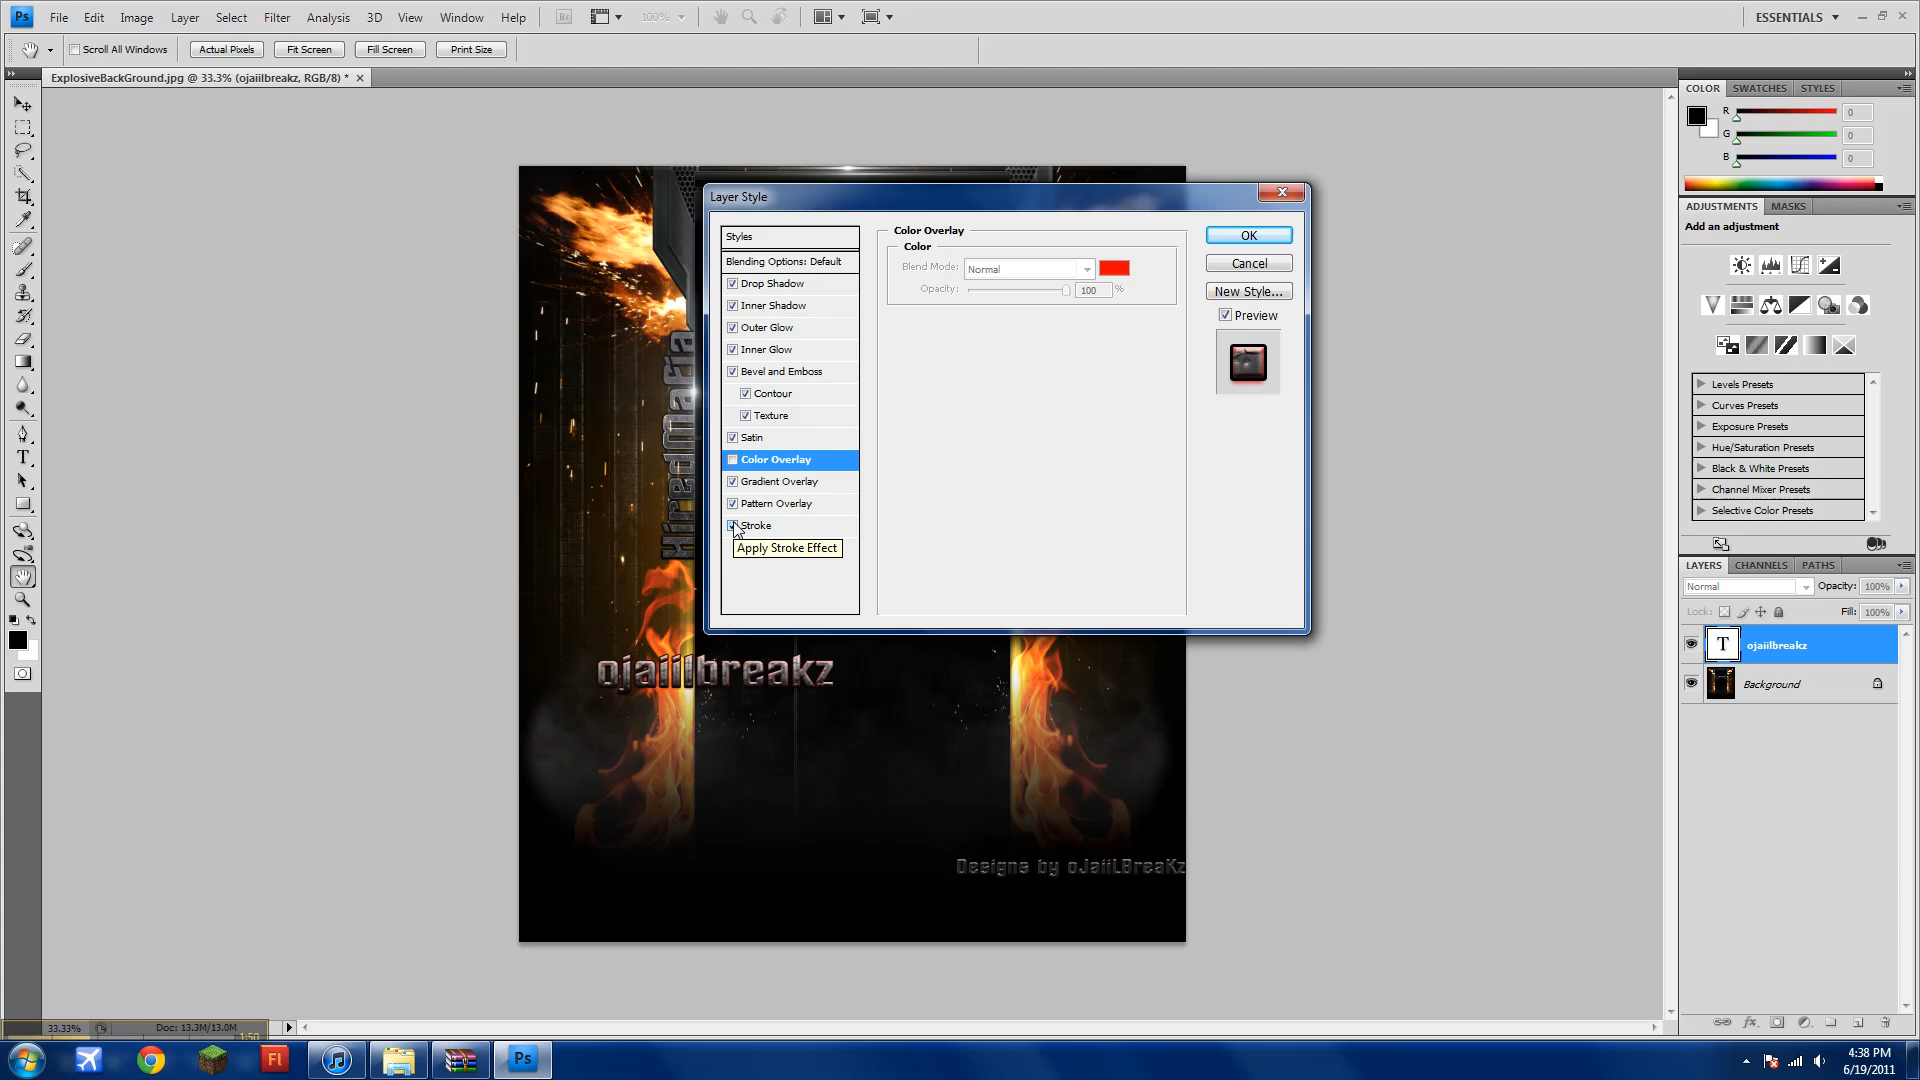 Ps File Edit Image Layer Select Filter Analysis 3D View Window Help Br 100% ESSENTIALS
Scroll All Windows Actual Pixels Fit Screen Fill Screen Print Size
ExplosiveBackGround.jpg @ 33.3% (ojaiilbreakz, RGB/8) *
COLOR SWATCHES STYLES
R 0
G 0
B 0
ADJUSTMENTS MASKS
Add an adjustment
Levels Presets
Curves Presets
Exposure Presets
Hue/Saturation Presets
Black & White Presets
Channel Mixer Presets
Selective Color Presets
LAYERS CHANNELS PATHS
Normal Opacity: 100%
Lock: Fill: 100%
T ojaiilbreakz
Background
Layer Style
Styles
Blending Options: Default
Drop Shadow
Inner Shadow
Outer Glow
Inner Glow
Bevel and Emboss
Contour
Texture
Satin
Color Overlay
Gradient Overlay
Pattern Overlay
Stroke
Apply Stroke Effect
Color Overlay
Color
Blend Mode: Normal
Opacity: 100 %
OK
Cancel
New Style...
Preview
HiredMafia
ojaiilbreakz
Designs by oJaiiLBreaKz
33.33% Doc: 13.3M/13.0M
1:50
Fl Ps
4:38 PM
6/19/2011